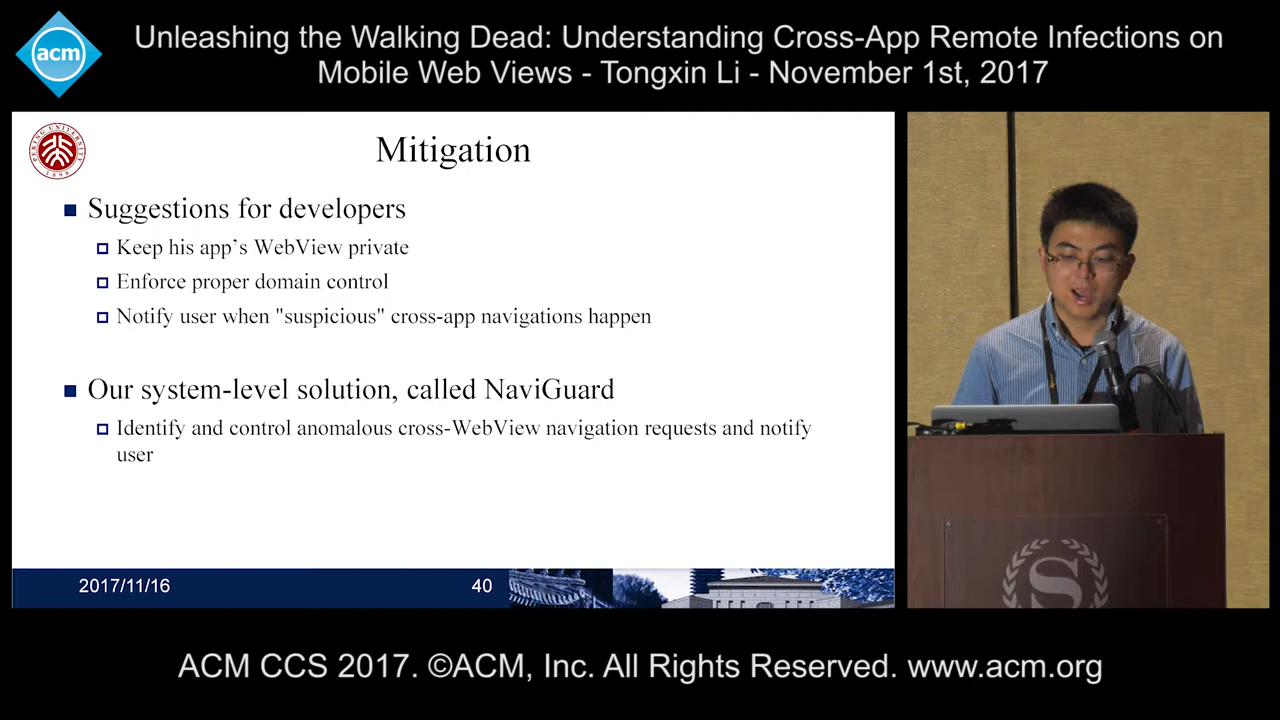 acm
Unleashing the Walking Dead: Understanding Cross-App Remote Infections on
Mobile Web Views - Tongxin Li - November 1st, 2017
PEKING UNIVERSITY
1898
Mitigation
Suggestions for developers
Keep his app’s WebView private
Enforce proper domain control
Notify user when "suspicious" cross-app navigations happen
Our system-level solution, called NaviGuard
Identify and control anomalous cross-WebView navigation requests and notify
user
2017/11/16
40
S
ACM CCS 2017. ©ACM, Inc. All Rights Reserved. www.acm.org